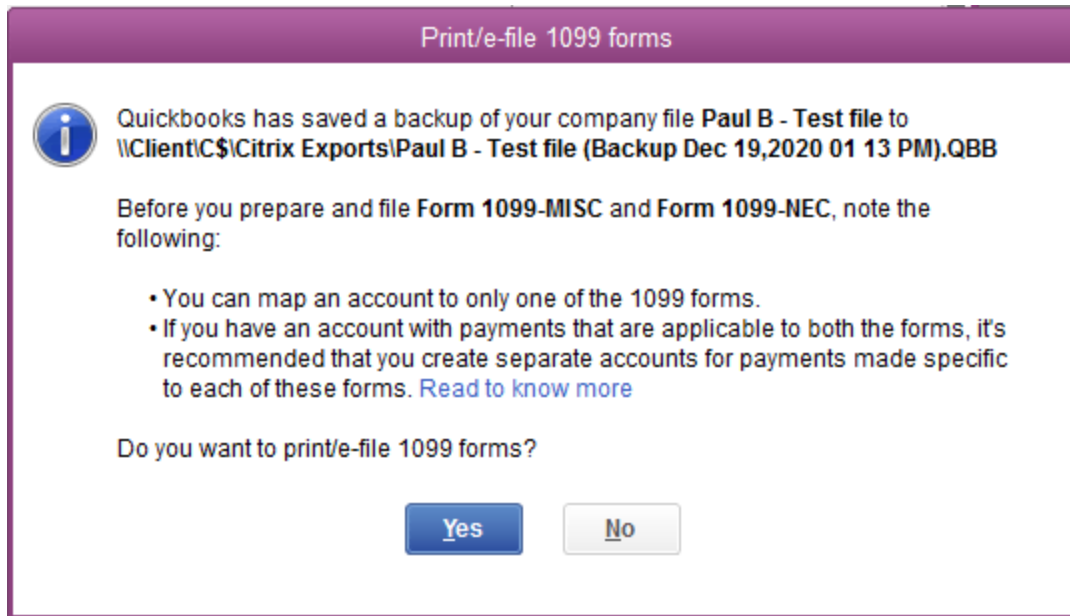 Print/e-file 1099 forms
Quickbooks has saved a backup of your company file Paul B - Test file to
\\Client\C$\Citrix Exports\Paul B - Test file (Backup Dec 19,2020 01 13 PM).QBB
Before you prepare and file Form 1099-MISC and Form 1099-NEC, note the
following:
• You can map an account to only one of the 1099 forms.
• If you have an account with payments that are applicable to both the forms, it's
recommended that you create separate accounts for payments made specific
to each of these forms. Read to know more
Do you want to print/e-file 1099 forms?
Yes No